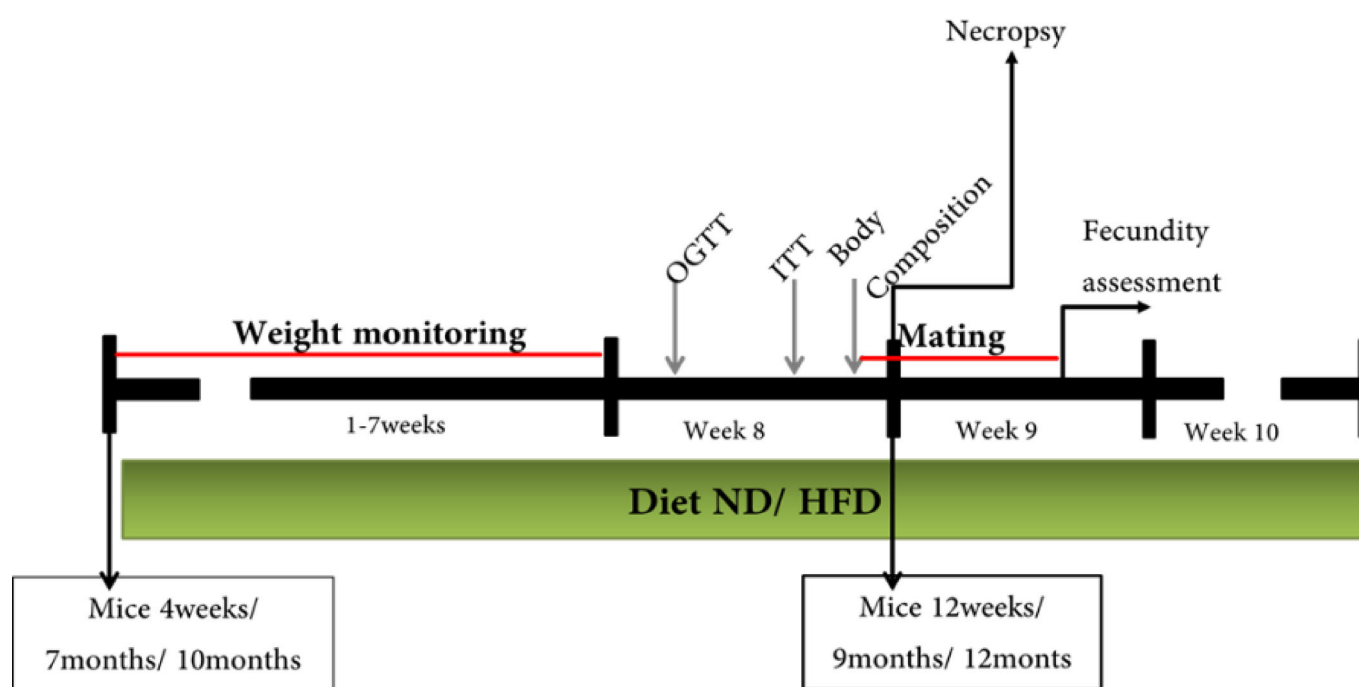 Necropsy
OGTT
ITT
Body
Composition
Fecundity
assessment
Weight monitoring
Mating
1-7weeks
Week 8
Week 9
Week 10
Diet ND/ HFD
Mice 4weeks/
7months/ 10months
Mice 12weeks/
9months/ 12monts